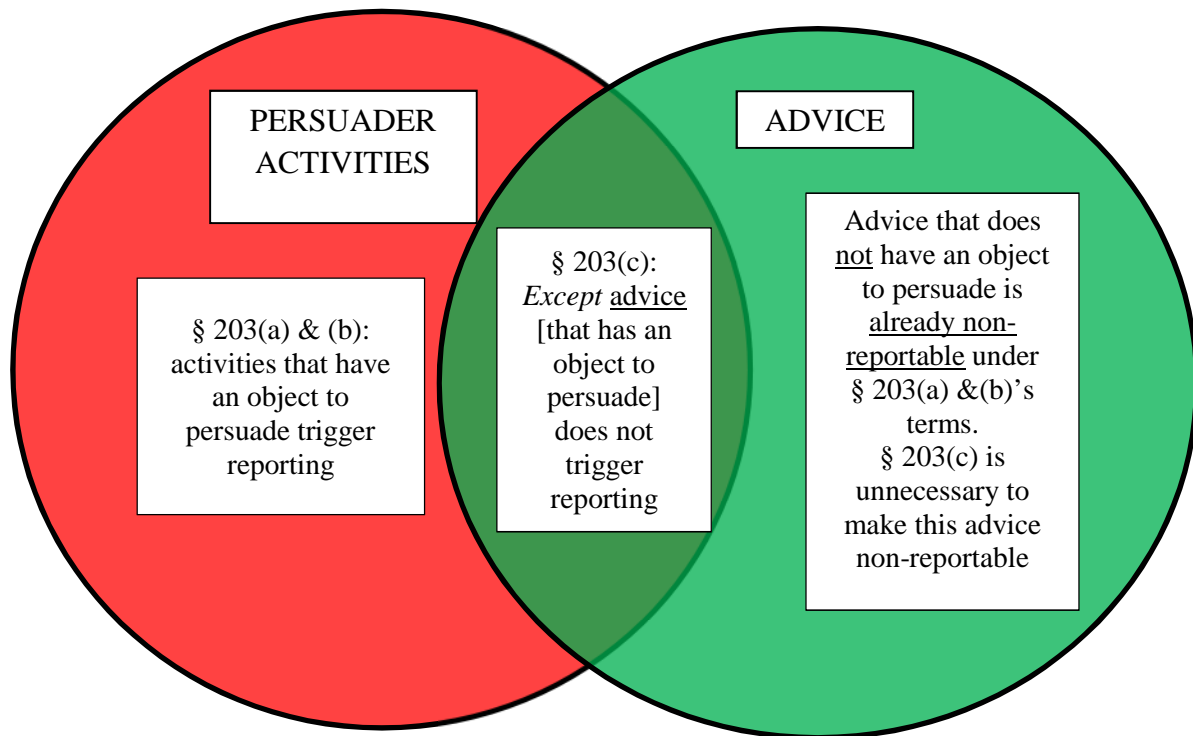 PERSUADER
ACTIVITIES
ADVICE
§ 203(a) & (b):
activities that have
an object to
persuade trigger
reporting
§ 203(c):
Except advice
[that has an
object to
persuade]
does not
trigger
reporting
Advice that does
not have an object
to persuade is
already non-
reportable under
§ 203(a) &(b)’s
terms.
§ 203(c) is
unnecessary to
make this advice
non-reportable